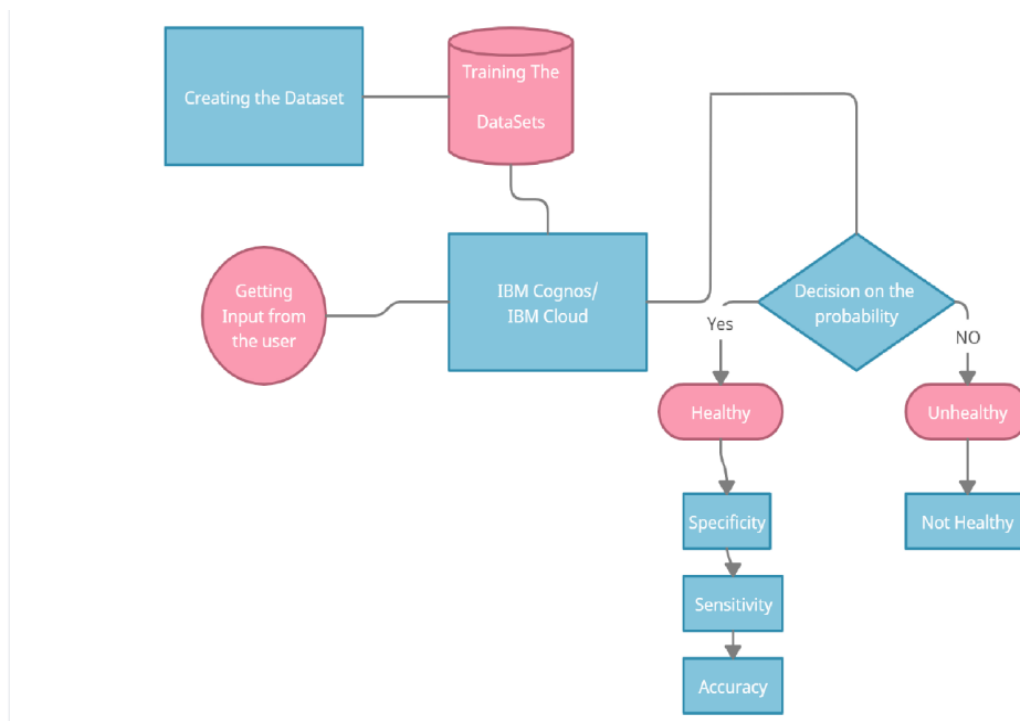 Creating the Dataset
Training The
DataSets
Getting
Input from
the user
IBM Cognos/
IBM Cloud
Decision on the
probability
Yes
NO
Healthy
Unhealthy
Specificity
Not Healthy
Sensitivity
Accuracy